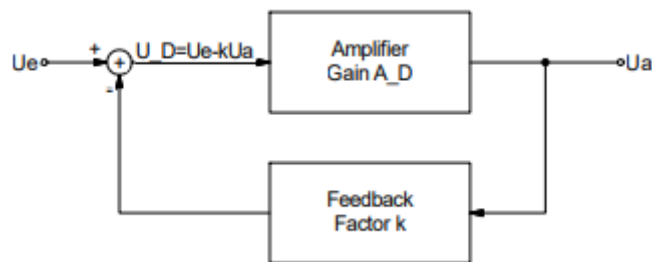 Ue
+
+
-
U_D=Ue-kUa
Amplifier
Gain A_D
Ua
Feedback
Factor k